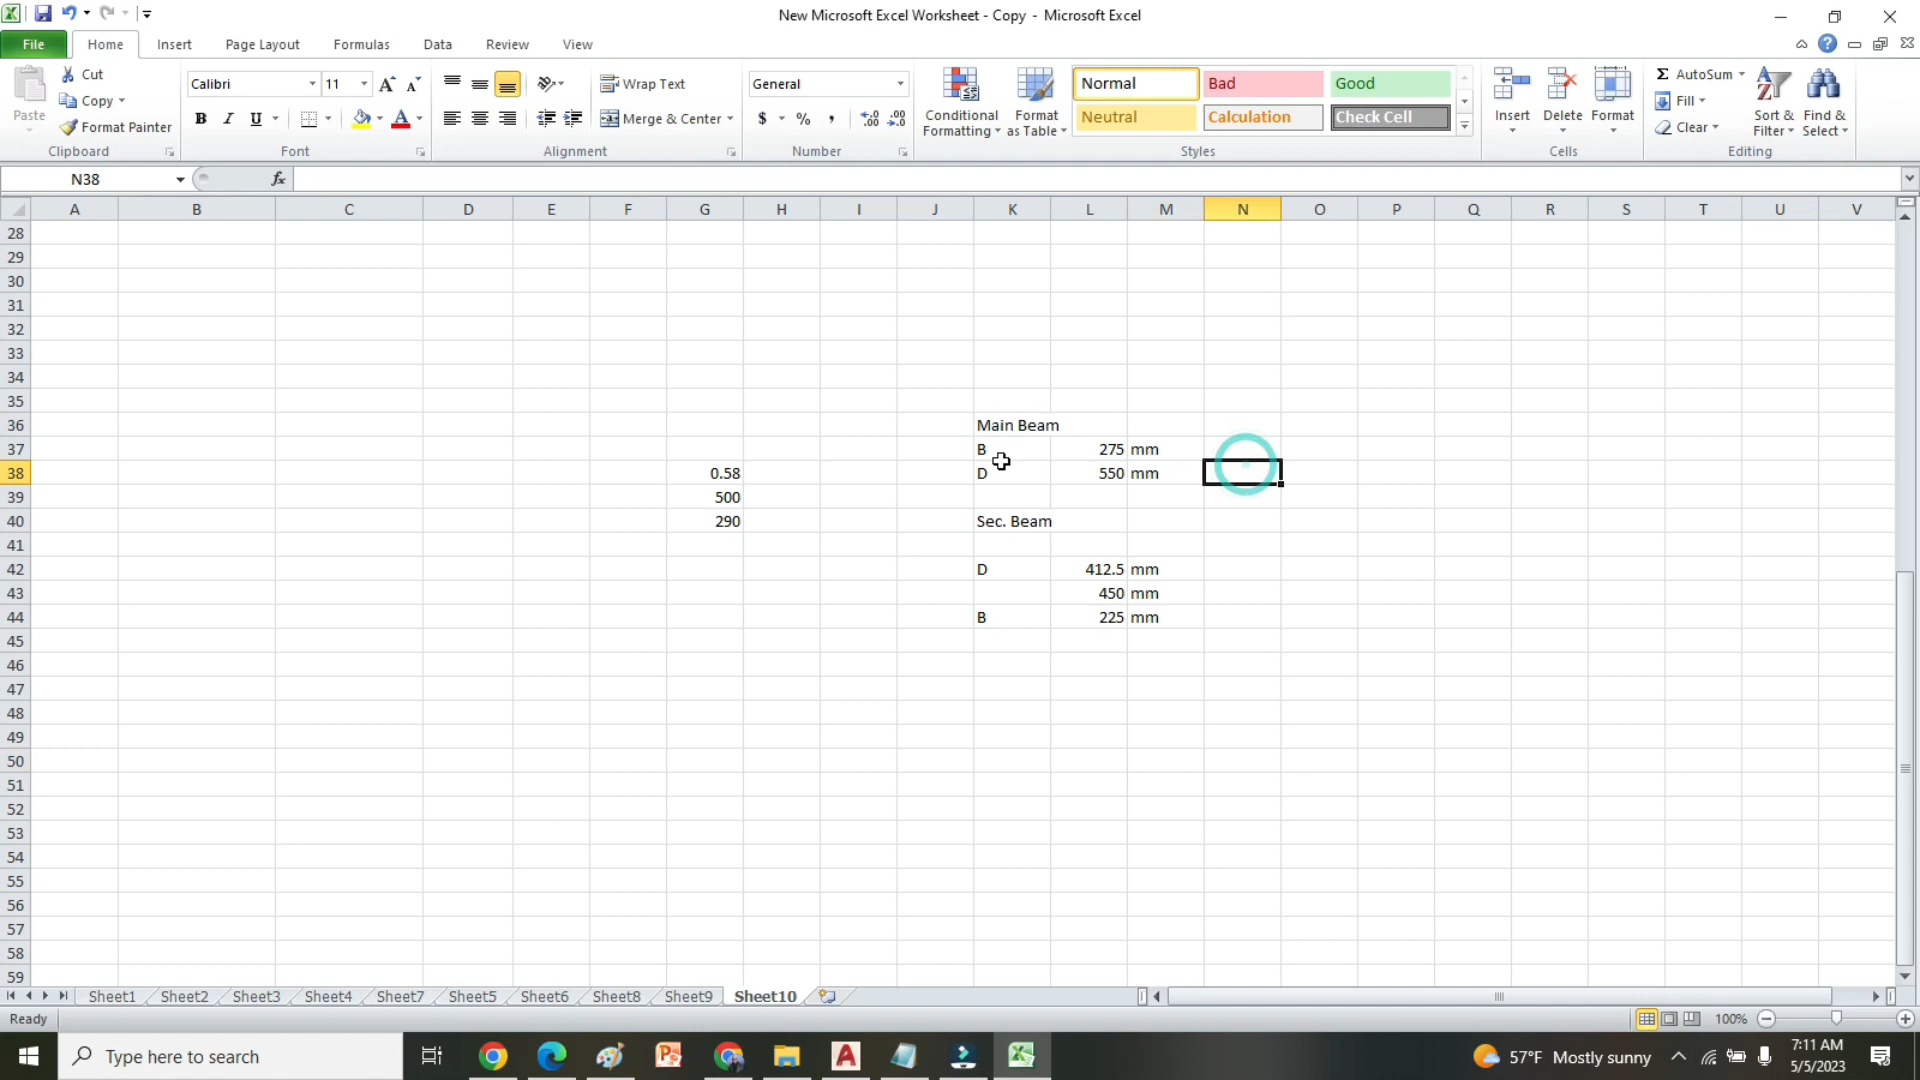 New Microsoft Excel Worksheet - Copy - Microsoft Excel
File Home Insert Page Layout Formulas Data Review View
Paste
Cut
Copy
Format Painter
Clipboard
Calibri 11
B I U
Font
Wrap Text
Merge & Center
Alignment
General
$ % ,
Number
Conditional Formatting
Format as Table
Normal Bad Good
Neutral Calculation Check Cell
Styles
Insert Delete Format
Cells
Σ AutoSum
Fill
Clear
Sort & Filter
Find & Select
Editing
N38 fx
A B C D E F G H I J K L M N O P Q R S T U V
28
29
30
31
32
33
34
35
36 Main Beam
37 B 275 mm
38 0.58 D 550 mm
39 500
40 290 Sec. Beam
41
42 D 412.5 mm
43 450 mm
44 B 225 mm
45
46
47
48
49
50
51
52
53
54
55
56
57
58
59
Sheet1 Sheet2 Sheet3 Sheet4 Sheet7 Sheet5 Sheet6 Sheet8 Sheet9 Sheet10
Ready 100%
Type here to search 57°F Mostly sunny 7:11 AM
5/5/2023